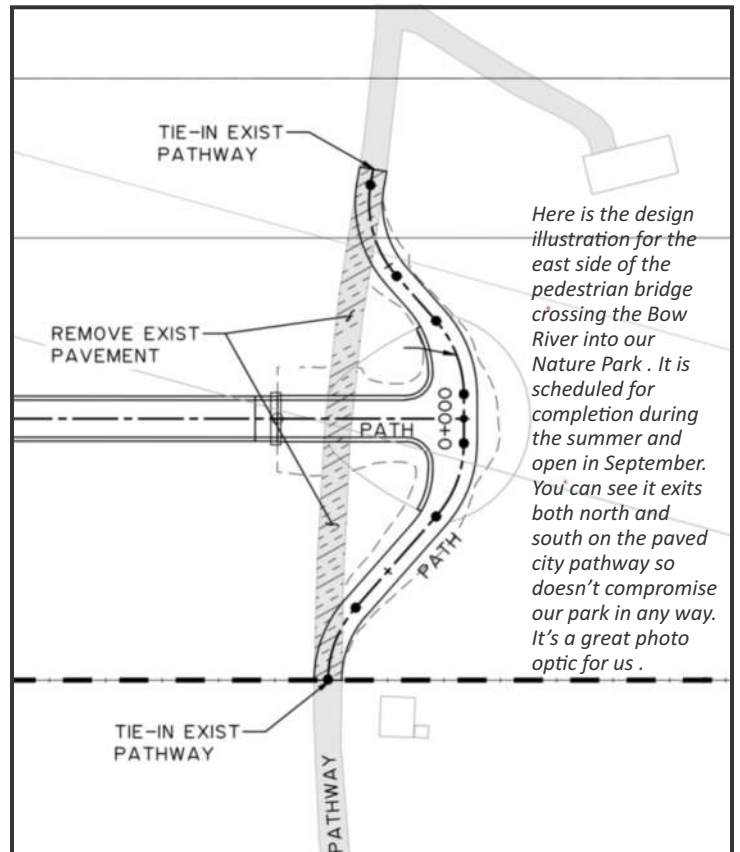 TIE-IN EXIST
PATHWAY
Here is the design
illustration for the
east side of the
pedestrian bridge
crossing the Bow
River into our
Nature Park . It is
scheduled for
completion during
the summer and
open in September.
You can see it exits
both north and
south on the paved
city pathway so
doesn't compromise
our park in any way.
It's a great photo
optic for us .
REMOVE EXIST
PAVEMENT
PATH
0+000
PATH
TIE-IN EXIST
PATHWAY
PATHWAY